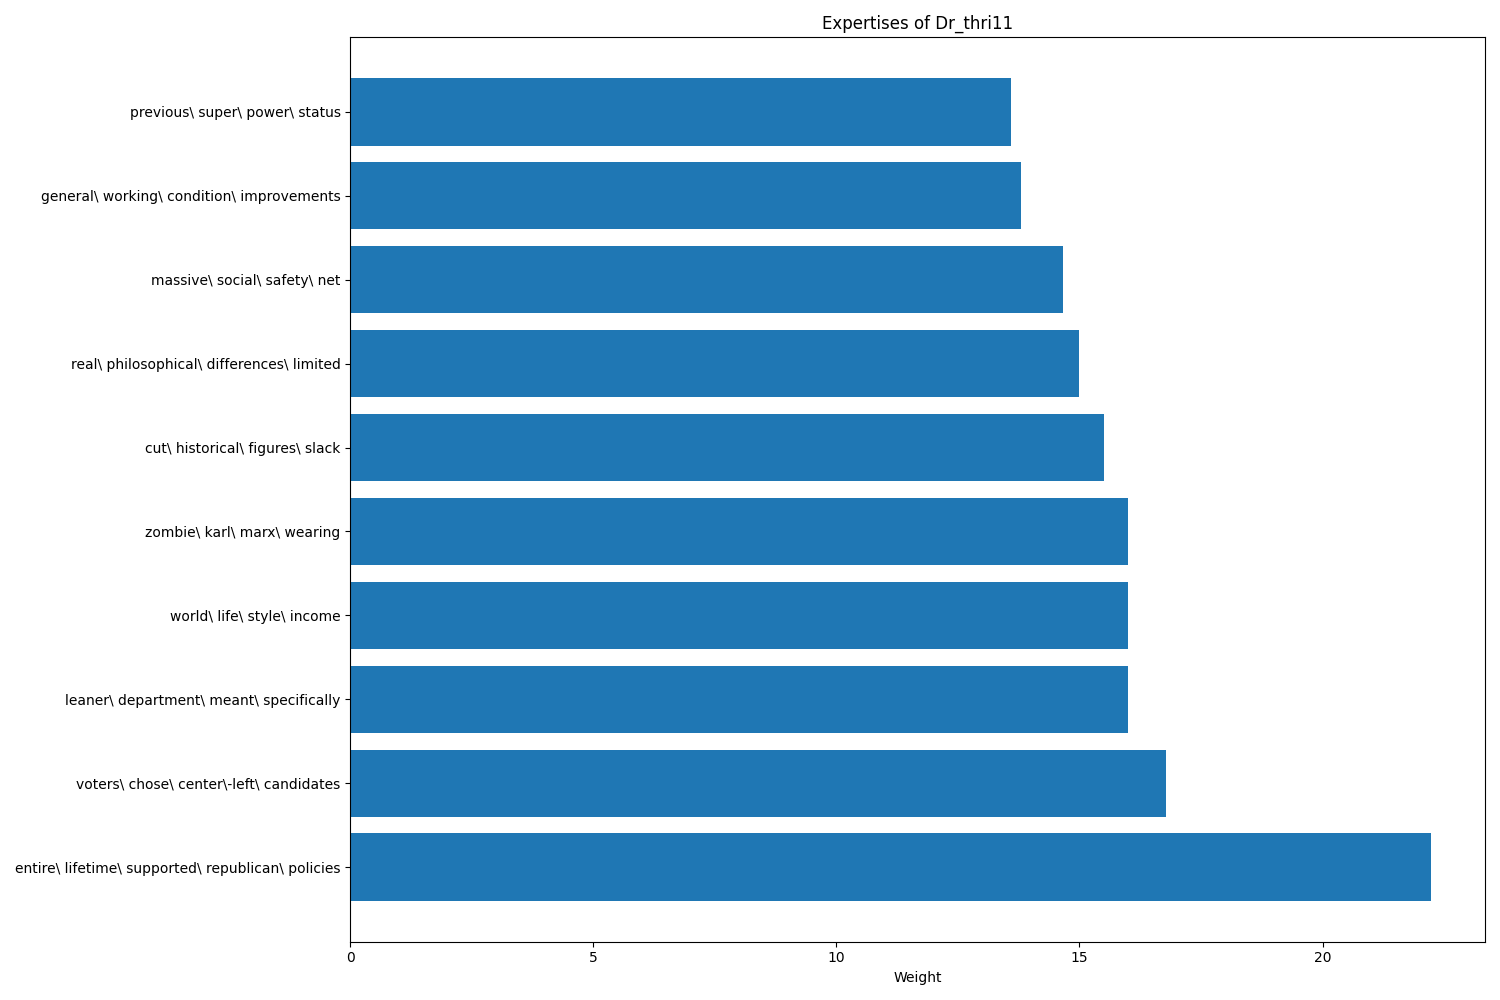 Expertises of Dr_thri11
previous\ super\ power\ status
general\ working\ condition\ improvements
massive\ social\ safety\ net
real\ philosophical\ differences\ limited
cut\ historical\ figures\ slack
zombie\ karl\ marx\ wearing
world\ life\ style\ income
leaner\ department\ meant\ specifically
voters\ chose\ center\-left\ candidates
entire\ lifetime\ supported\ republican\ policies
0 5 10 15 20
Weight